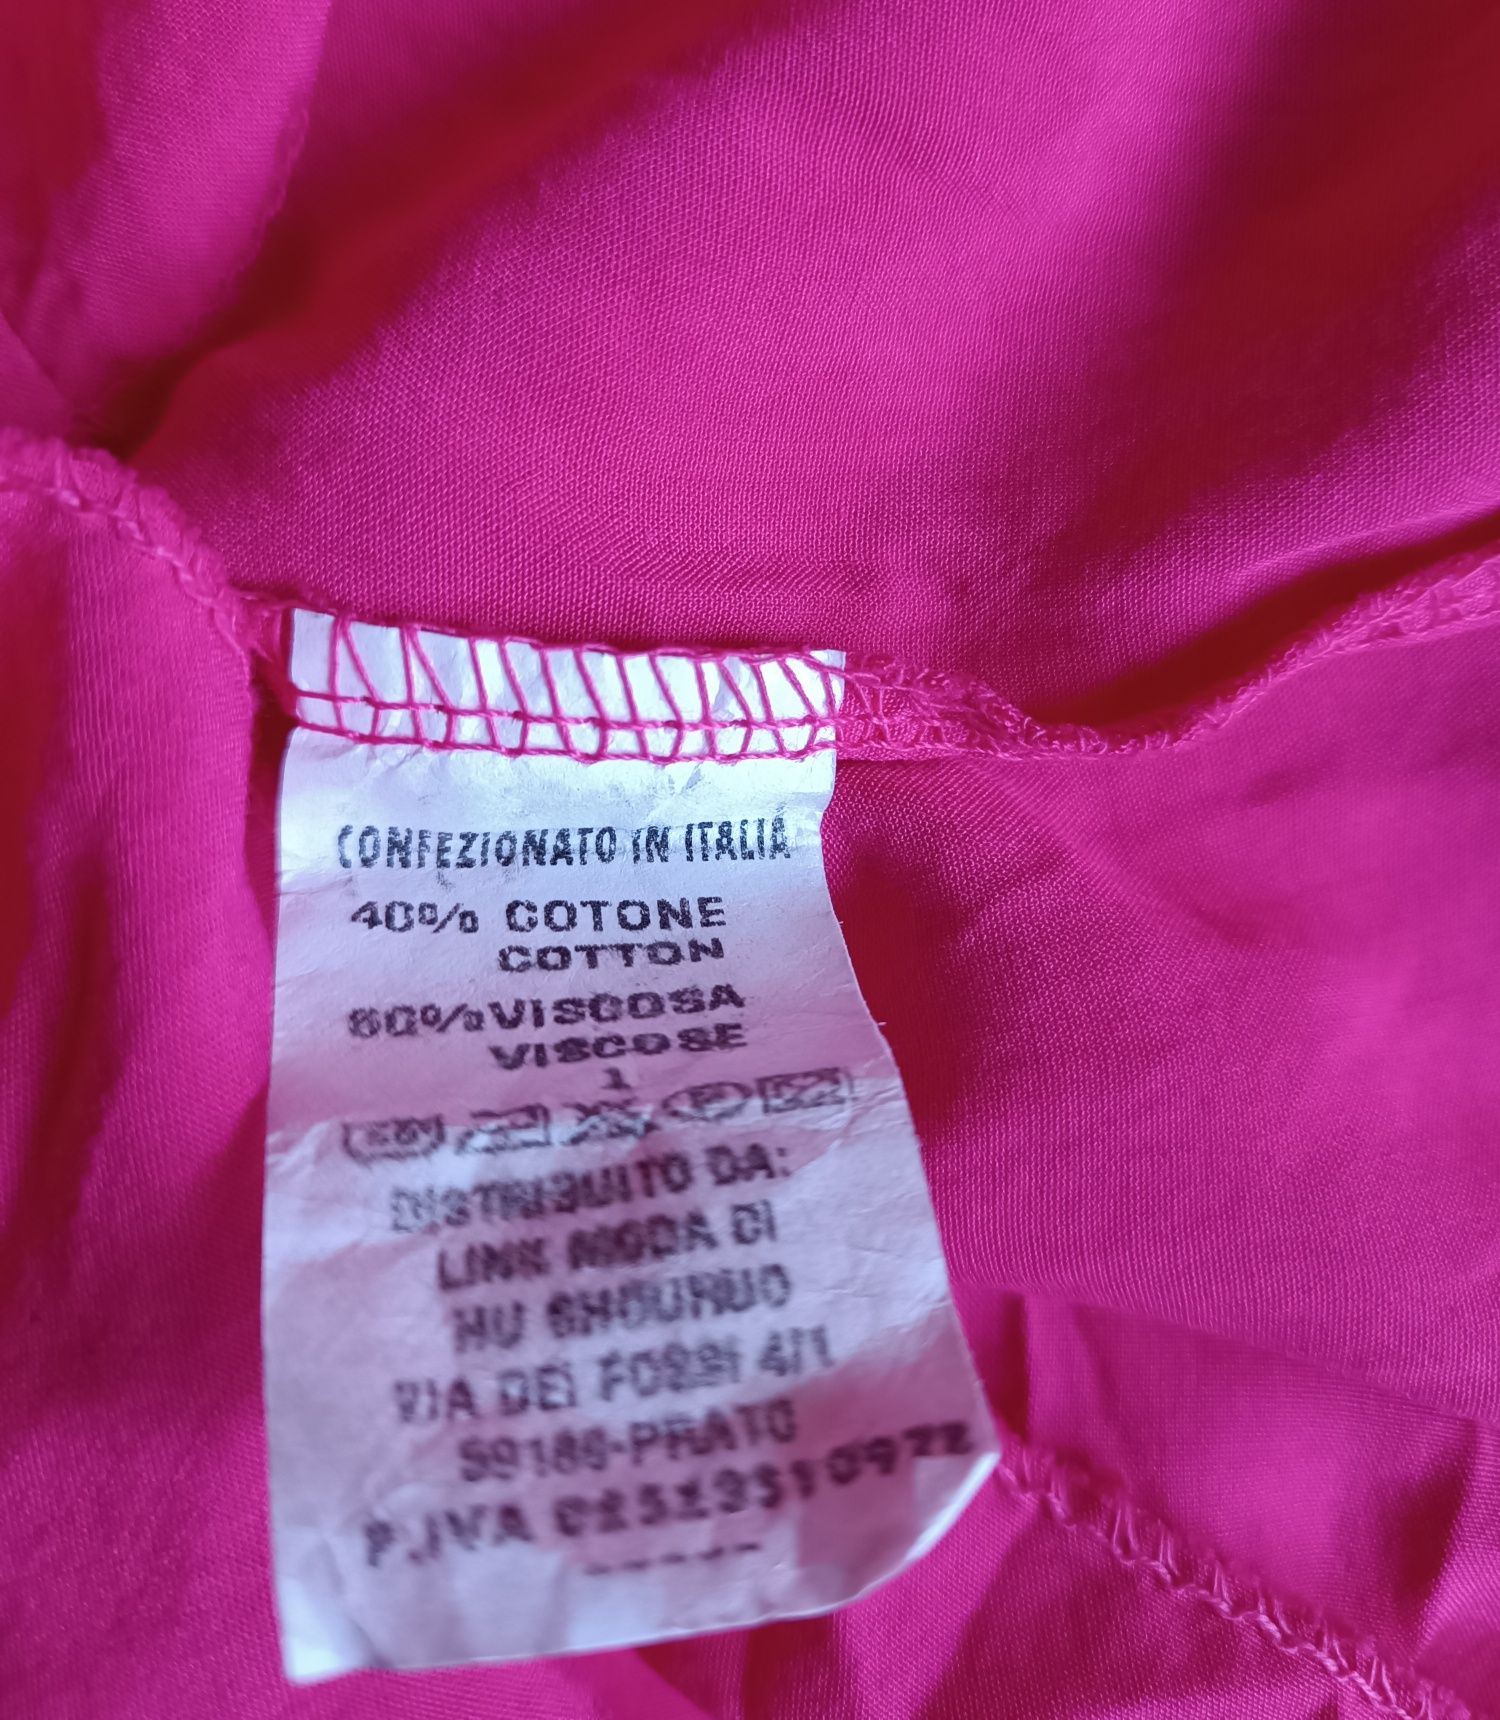 CONFEZIONATO IN ITALIA
40% COTONE
COTTON
60% VISCOSA
VISCOSE
DISTRIBUITO DA:
LINK MODA DI
HU
VIA DEI FOSSI 4/1
PRATO
P.IVA